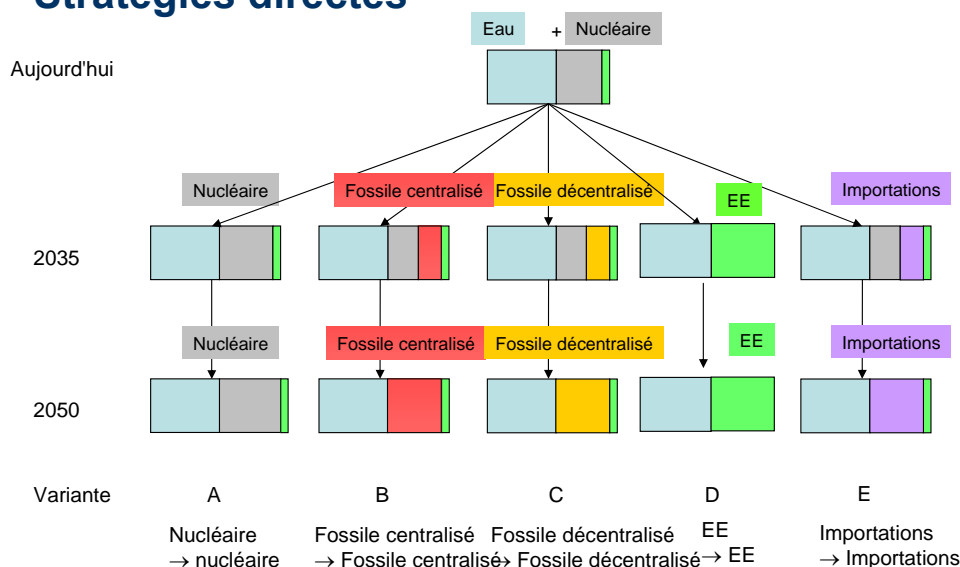 Stratégies directes
Eau + Nucléaire
Aujourd'hui
Nucléaire Fossile centralisé Fossile décentralisé EE Importations
2035
Nucléaire Fossile centralisé Fossile décentralisé EE Importations
2050
Variante A B C D E
Nucléaire Fossile centralisé Fossile décentralisé EE Importations
→ nucléaire → Fossile centralisé → Fossile décentralisé → EE → Importations